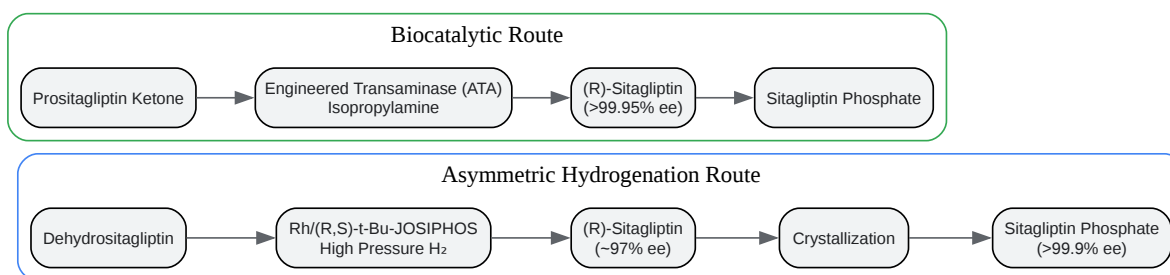 Biocatalytic Route
Prositagliptin Ketone
Engineered Transaminase (ATA)
Isopropylamine
(R)-Sitagliptin
(>99.95% ee)
Sitagliptin Phosphate
Asymmetric Hydrogenation Route
Dehydrositagliptin
Rh/(R,S)-t-Bu-JOSIPHOS
High Pressure H₂
(R)-Sitagliptin
(~97% ee)
Crystallization
Sitagliptin Phosphate
(>99.9% ee)